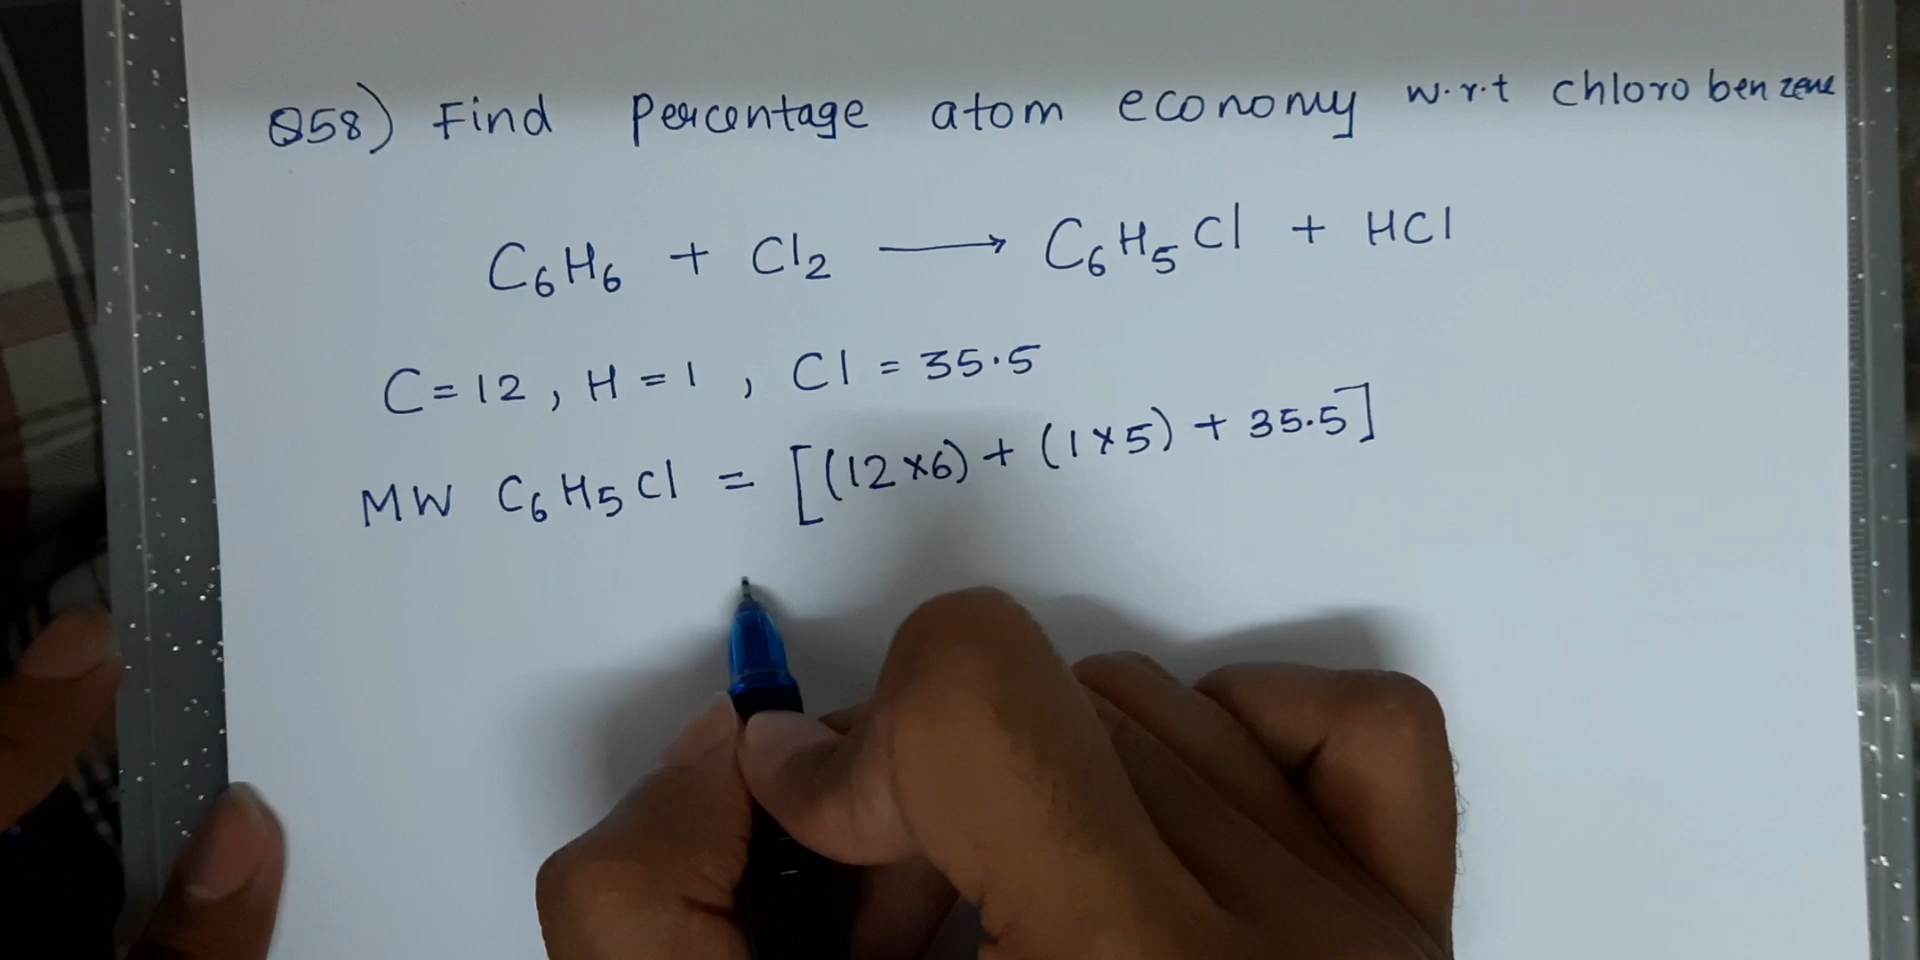 Q58) Find Percentage atom economy w.r.t chlorobenzene
C₆H₆ + Cl₂ ⟶ C₆H₅Cl + HCl
C=12, H=1, Cl = 35.5
MW C₆H₅Cl = [(12×6) + (1×5) + 35.5]